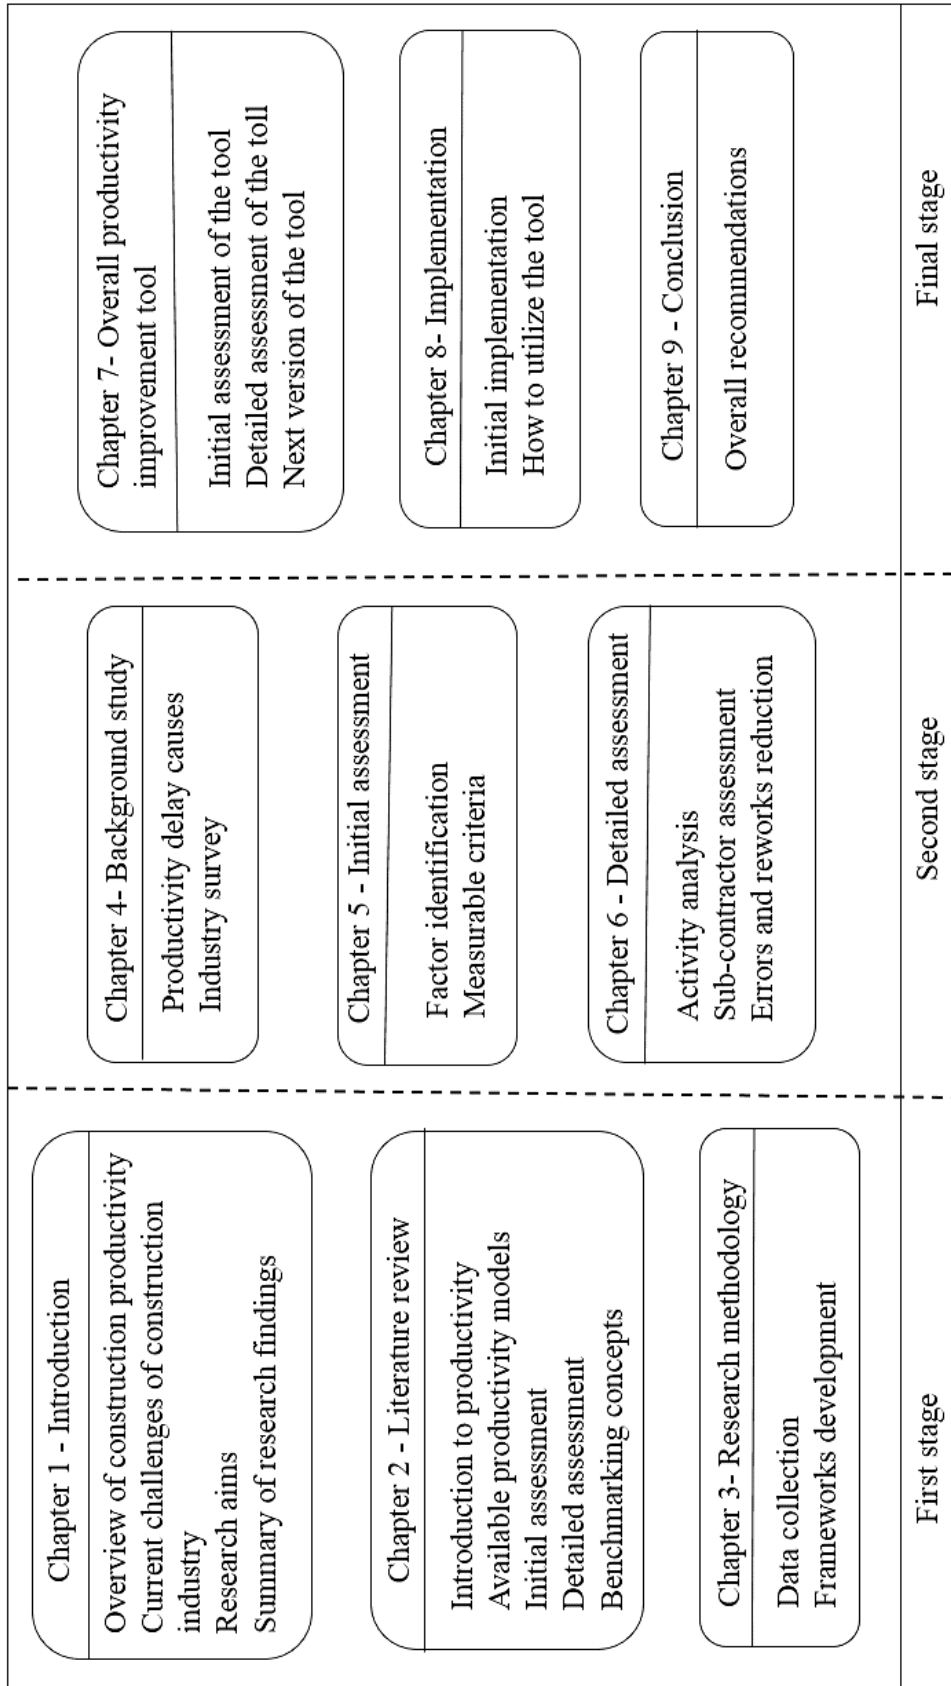 Chapter 1 - Introduction
Overview of construction productivity
Current challenges of construction
industry
Research aims
Summary of research findings
Chapter 2 - Literature review
Introduction to productivity
Available productivity models
Initial assessment
Detailed assessment
Benchmarking concepts
Chapter 3- Research methodology
Data collection
Frameworks development
First stage
Chapter 4- Background study
Productivity delay causes
Industry survey
Chapter 5 - Initial assessment
Factor identification
Measurable criteria
Chapter 6 - Detailed assessment
Activity analysis
Sub-contractor assessment
Errors and reworks reduction
Second stage
Chapter 7- Overall productivity
improvement tool
Initial assessment of the tool
Detailed assessment of the toll
Next version of the tool
Chapter 8- Implementation
Initial implementation
How to utilize the tool
Chapter 9 - Conclusion
Overall recommendations
Final stage